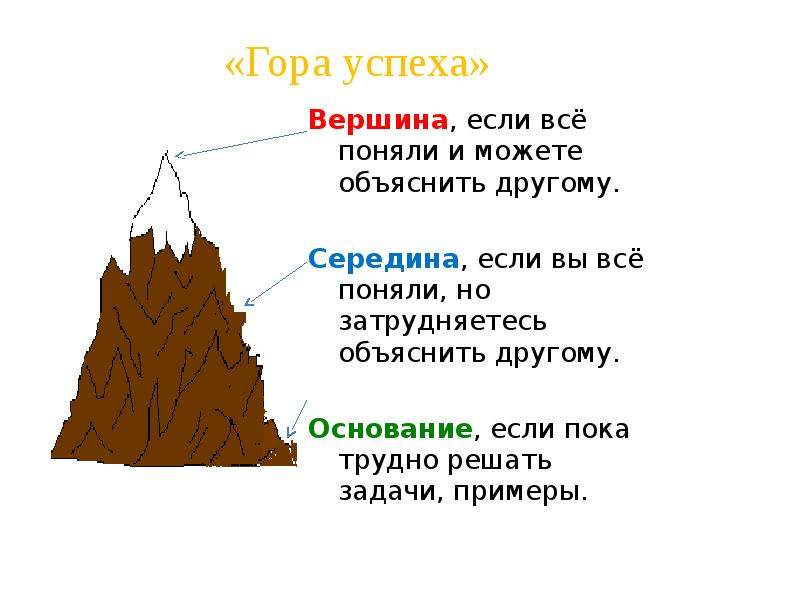 «Гора успеха»
Вершина, если всё
поняли и можете
объяснить другому.
Середина, если вы всё
поняли, но
затрудняетесь
объяснить другому.
Основание, если пока
трудно решать
задачи, примеры.